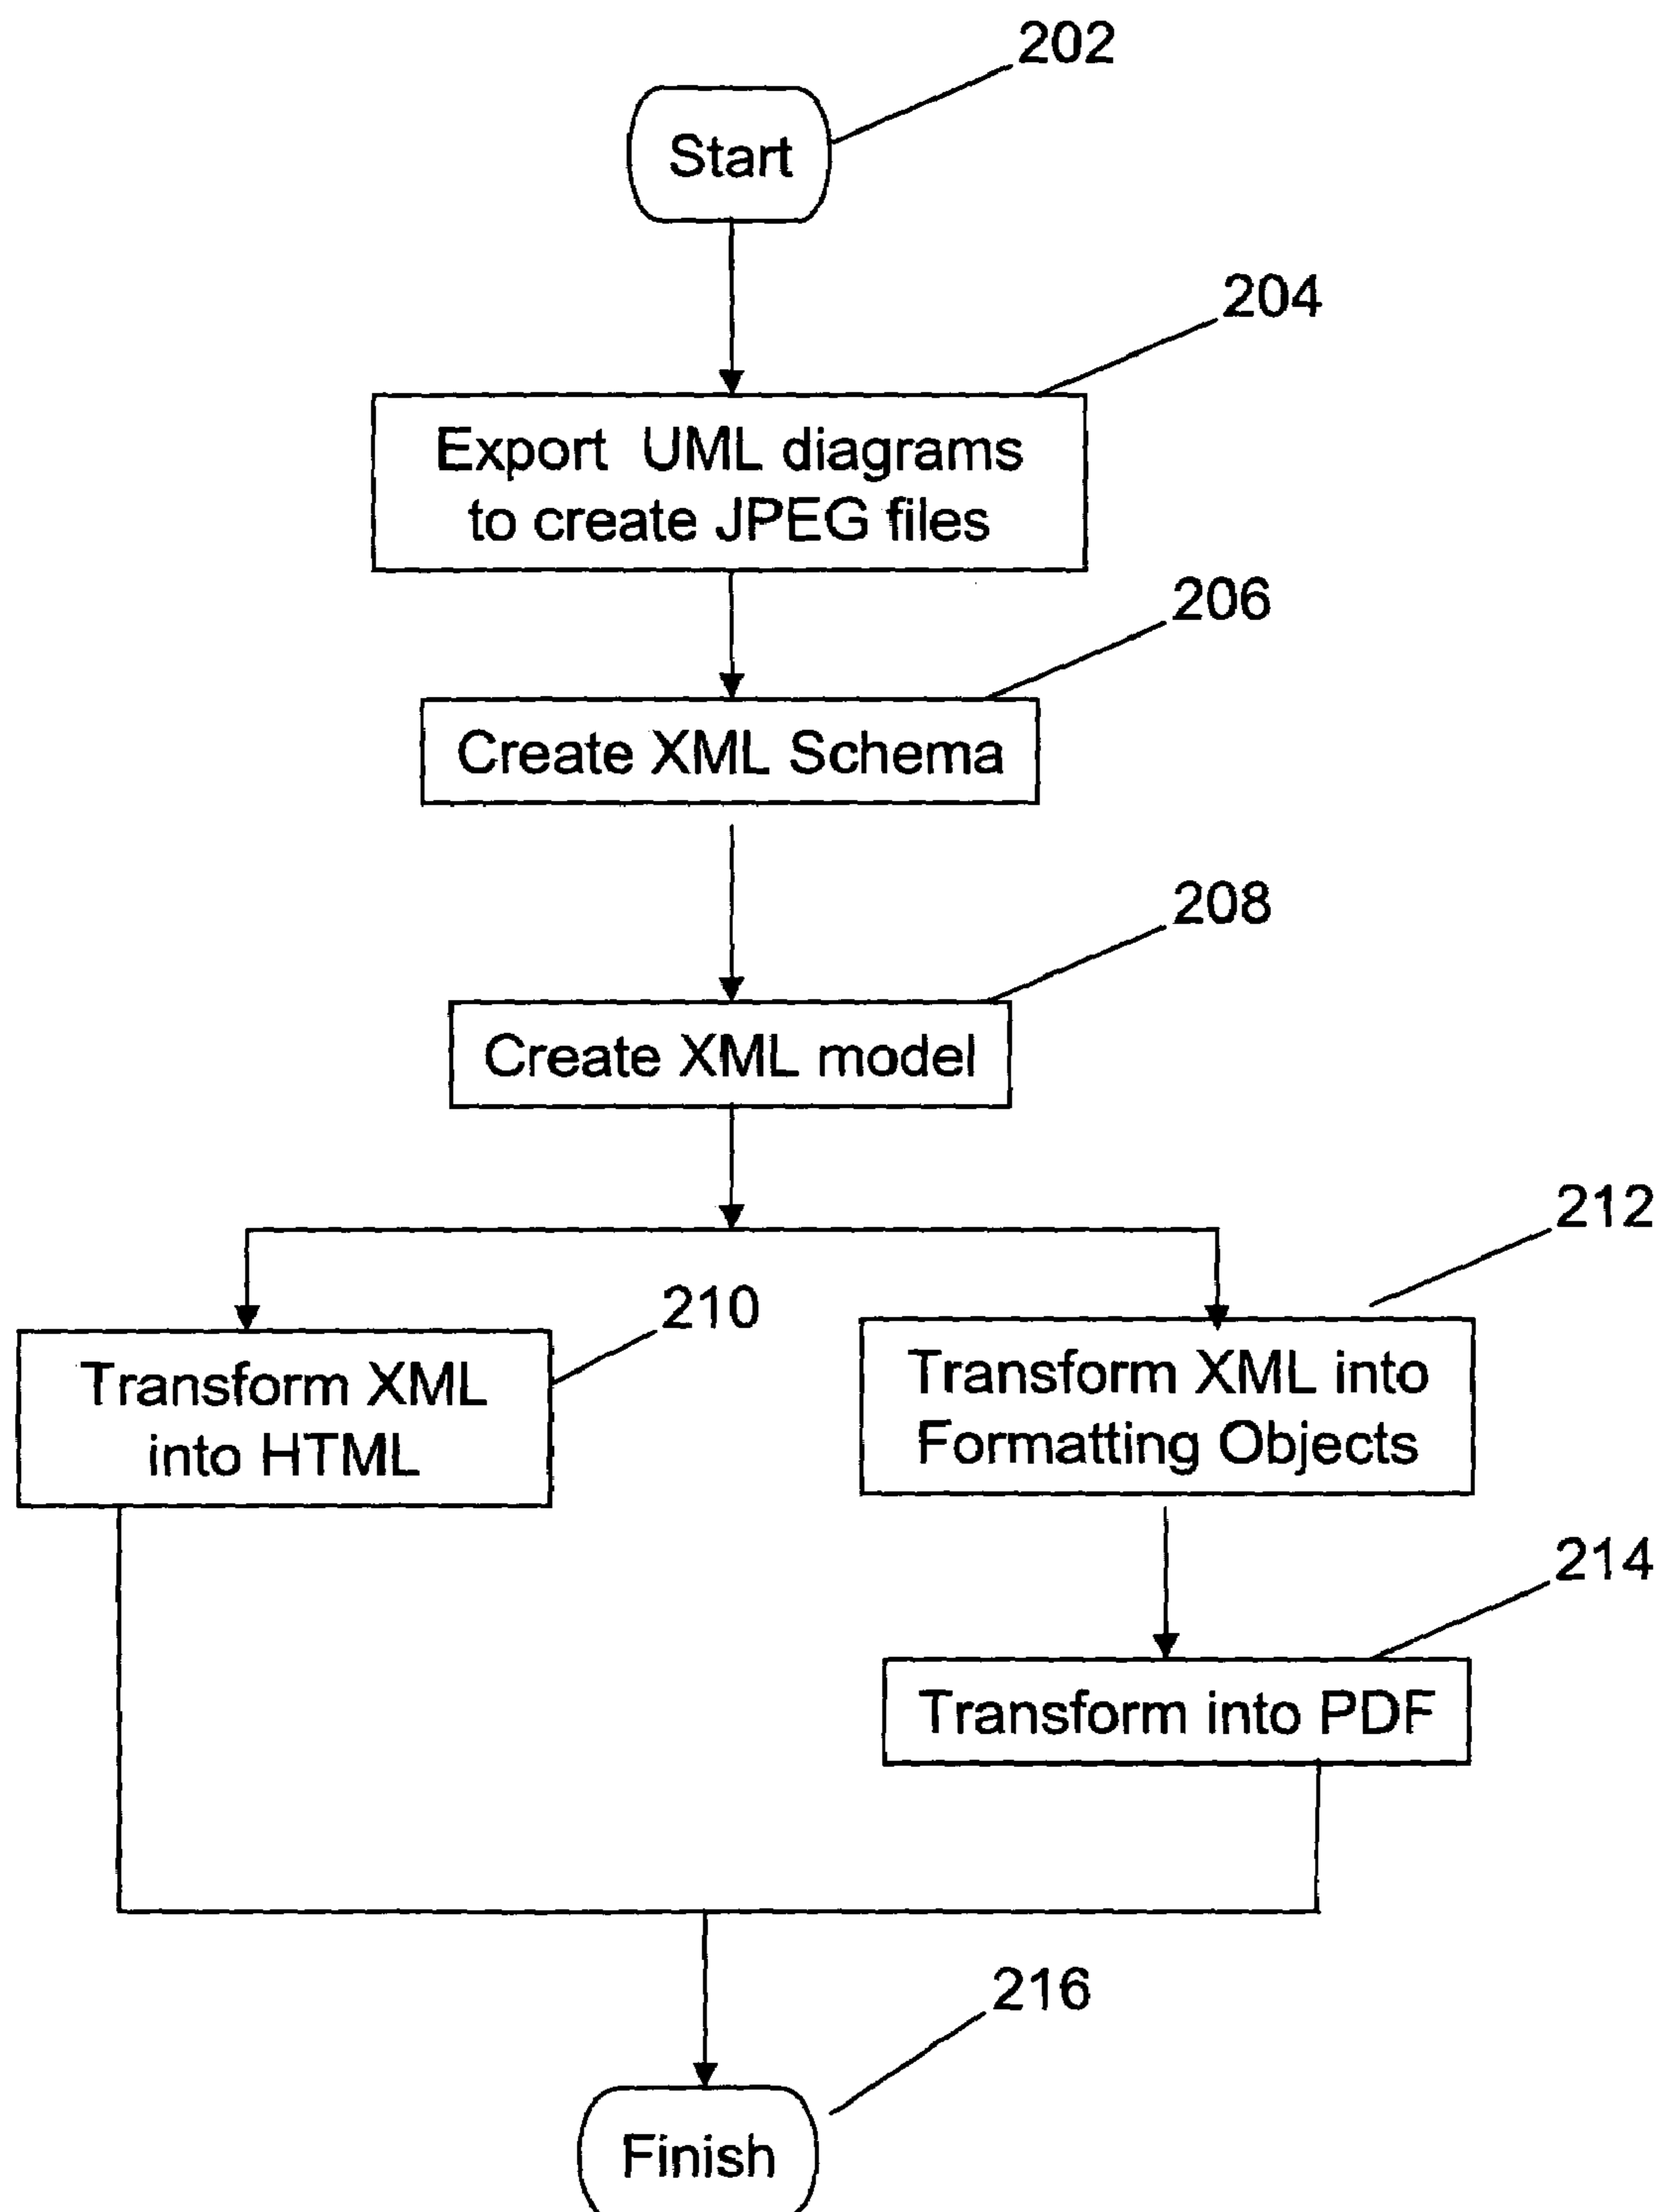 202
Start
204
Export UML diagrams
to create JPEG files
206
Create XML Schema
208
Create XML model
212
210
Transform XML
into HTML
Transform XML into
Formatting Objects
214
Transform into PDF
216
Finish